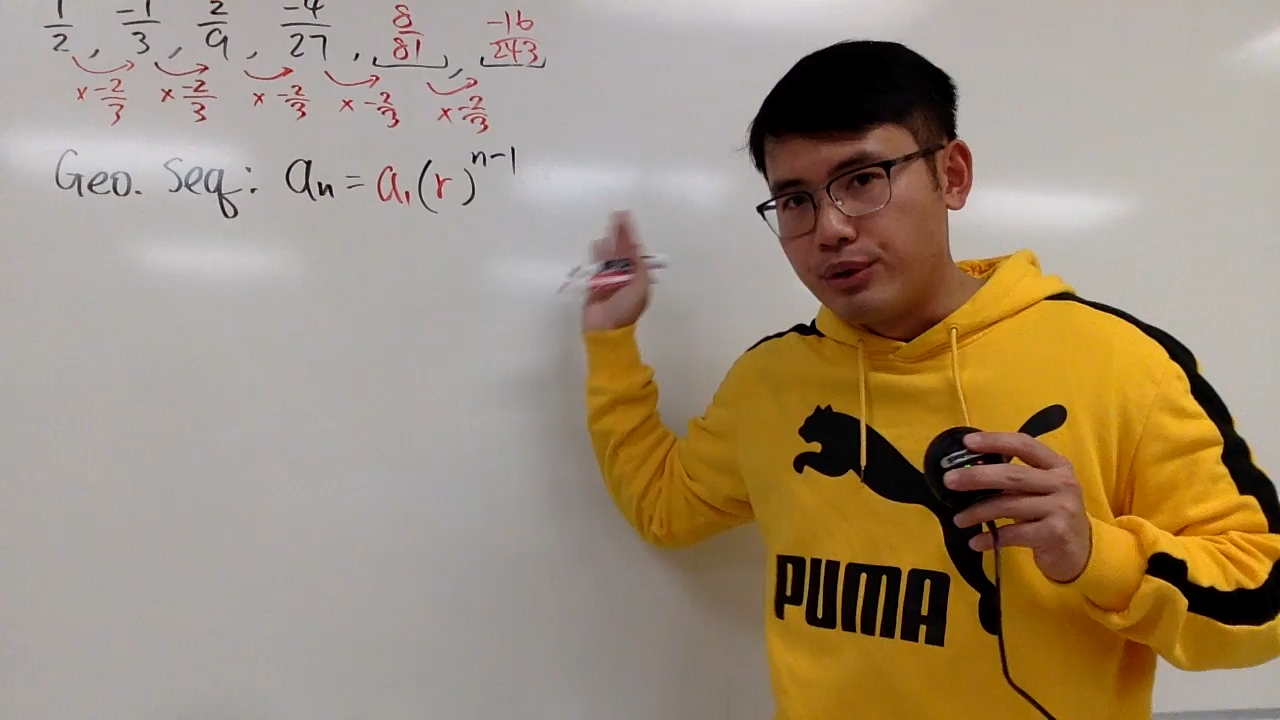 1/2, -1/3, 2/9, -4/27, 8/81, -16/243
×-2/3 ×-2/3 ×-2/3 ×-2/3 ×-2/3
Geo. Seq: aₙ = a₁(r)ⁿ⁻¹
PUMA